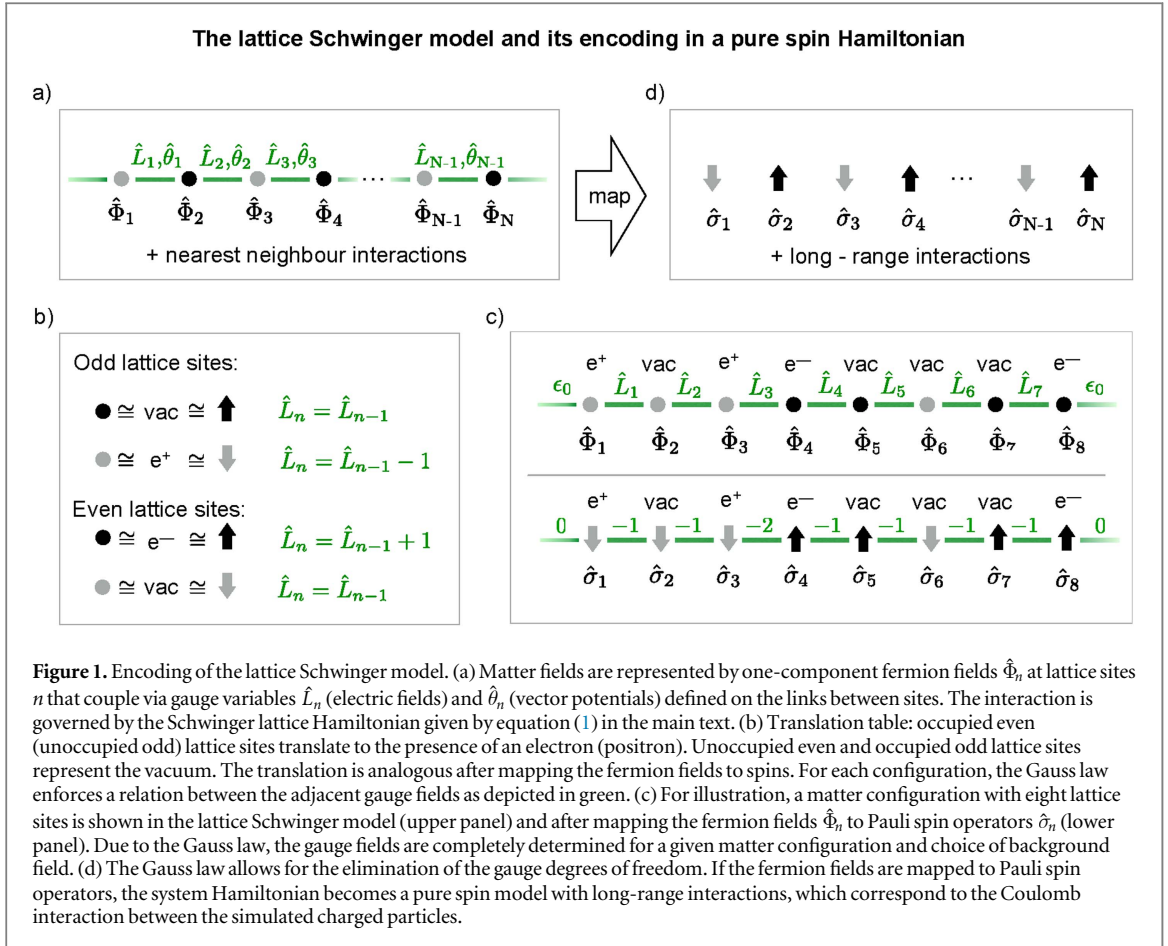 The lattice Schwinger model and its encoding in a pure spin Hamiltonian
a)
L̂₁,θ̂₁ L̂₂,θ̂₂ L̂₃,θ̂₃ L̂_N-1,θ̂_N-1
...
Φ̂₁ Φ̂₂ Φ̂₃ Φ̂₄ Φ̂_N-1 Φ̂_N
+ nearest neighbour interactions
map
d)
...
σ̂₁ σ̂₂ σ̂₃ σ̂₄ σ̂_N-1 σ̂_N
+ long - range interactions
b)
Odd lattice sites:
● ≅ vac ≅ ⬆ L̂ₙ = L̂ₙ₋₁
● ≅ e⁺ ≅ ⬇ L̂ₙ = L̂ₙ₋₁ − 1
Even lattice sites:
● ≅ e− ≅ ⬆ L̂ₙ = L̂ₙ₋₁ + 1
● ≅ vac ≅ ⬇ L̂ₙ = L̂ₙ₋₁
c)
e⁺ vac e⁺ e− vac vac vac e−
ϵ₀ L̂₁ L̂₂ L̂₃ L̂₄ L̂₅ L̂₆ L̂₇ ϵ₀
Φ̂₁ Φ̂₂ Φ̂₃ Φ̂₄ Φ̂₅ Φ̂₆ Φ̂₇ Φ̂₈
e⁺ vac e⁺ e− vac vac vac e−
0 −1 −1 −2 −1 −1 −1 −1 0
σ̂₁ σ̂₂ σ̂₃ σ̂₄ σ̂₅ σ̂₆ σ̂₇ σ̂₈
Figure 1. Encoding of the lattice Schwinger model. (a) Matter fields are represented by one-component fermion fields Φ̂ₙ at lattice sites
n that couple via gauge variables L̂ₙ (electric fields) and θ̂ₙ (vector potentials) defined on the links between sites. The interaction is
governed by the Schwinger lattice Hamiltonian given by equation (1) in the main text. (b) Translation table: occupied even
(unoccupied odd) lattice sites translate to the presence of an electron (positron). Unoccupied even and occupied odd lattice sites
represent the vacuum. The translation is analogous after mapping the fermion fields to spins. For each configuration, the Gauss law
enforces a relation between the adjacent gauge fields as depicted in green. (c) For illustration, a matter configuration with eight lattice
sites is shown in the lattice Schwinger model (upper panel) and after mapping the fermion fields Φ̂ₙ to Pauli spin operators σ̂ₙ (lower
panel). Due to the Gauss law, the gauge fields are completely determined for a given matter configuration and choice of background
field. (d) The Gauss law allows for the elimination of the gauge degrees of freedom. If the fermion fields are mapped to Pauli spin
operators, the system Hamiltonian becomes a pure spin model with long-range interactions, which correspond to the Coulomb
interaction between the simulated charged particles.